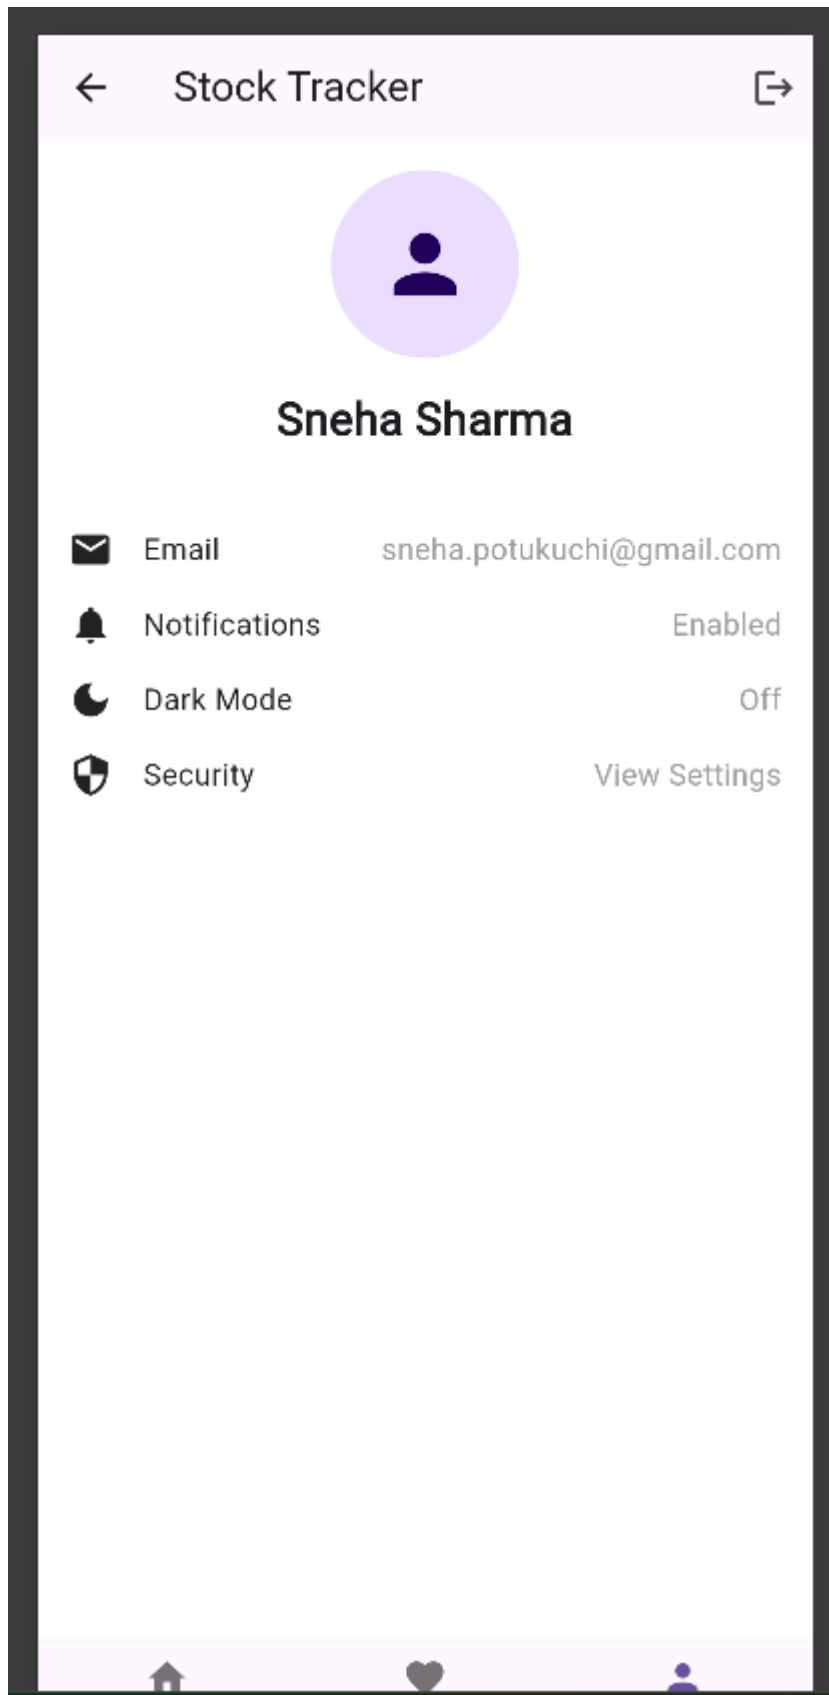 Stock Tracker
Sneha Sharma
Email sneha.potukuchi@gmail.com
Notifications Enabled
Dark Mode Off
Security View Settings